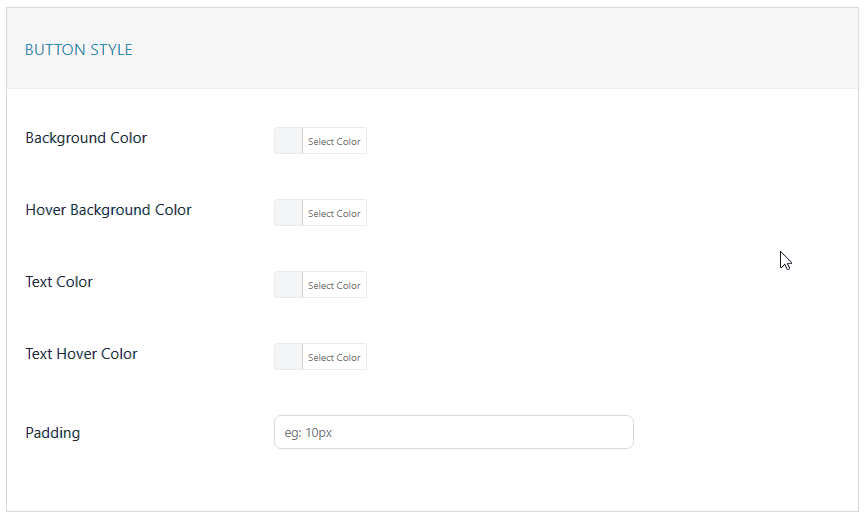 BUTTON STYLE
Background Color
Select Color
Hover Background Color
Select Color
Text Color
Select Color
Text Hover Color
Select Color
Padding
eg: 10px